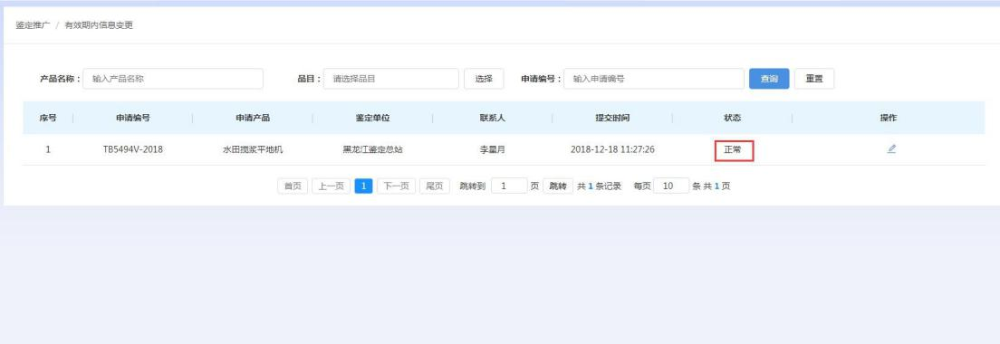 鉴定推广 / 有效期内信息变更
产品名称： 输入产品名称 品目： 请选择品目 选择 申请编号： 输入申请编号 查询 重置
序号 申请编号 申请产品 鉴定单位 联系人 提交时间 状态 操作
1 TB5494V-2018 水田搅浆平地机 黑龙江鉴定总站 李星月 2018-12-18 11:27:26 正常
首页 上一页 1 下一页 尾页 跳转到 1 页 跳转 共 1 条记录 每页 10 条 共 1 页